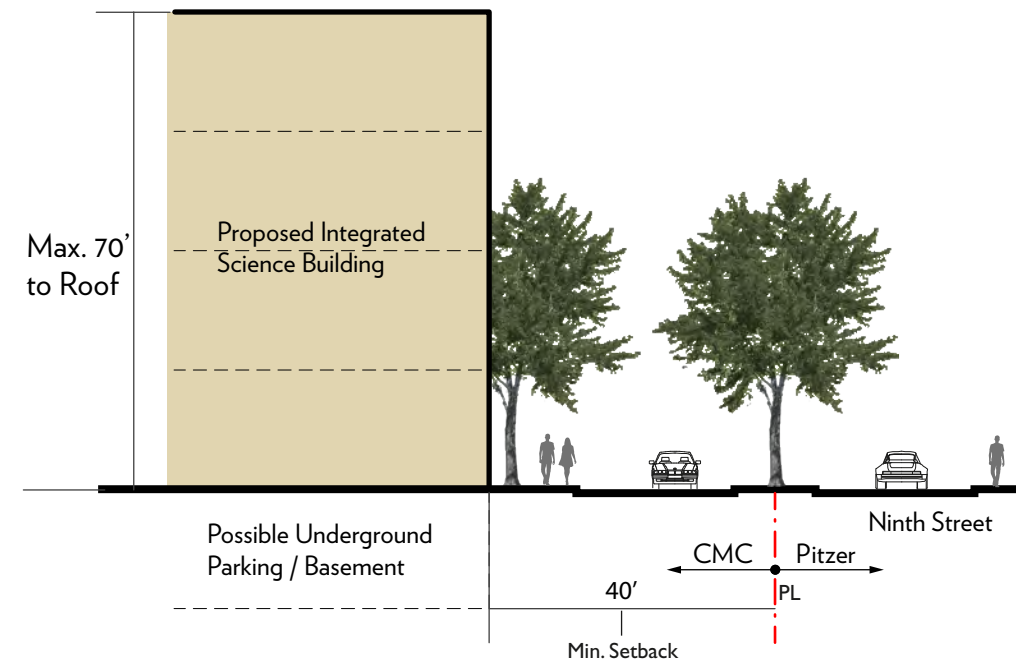 Max. 70'
to Roof
Proposed Integrated
Science Building
Possible Underground
Parking / Basement
Ninth Street
CMC
Pitzer
PL
40'
Min. Setback